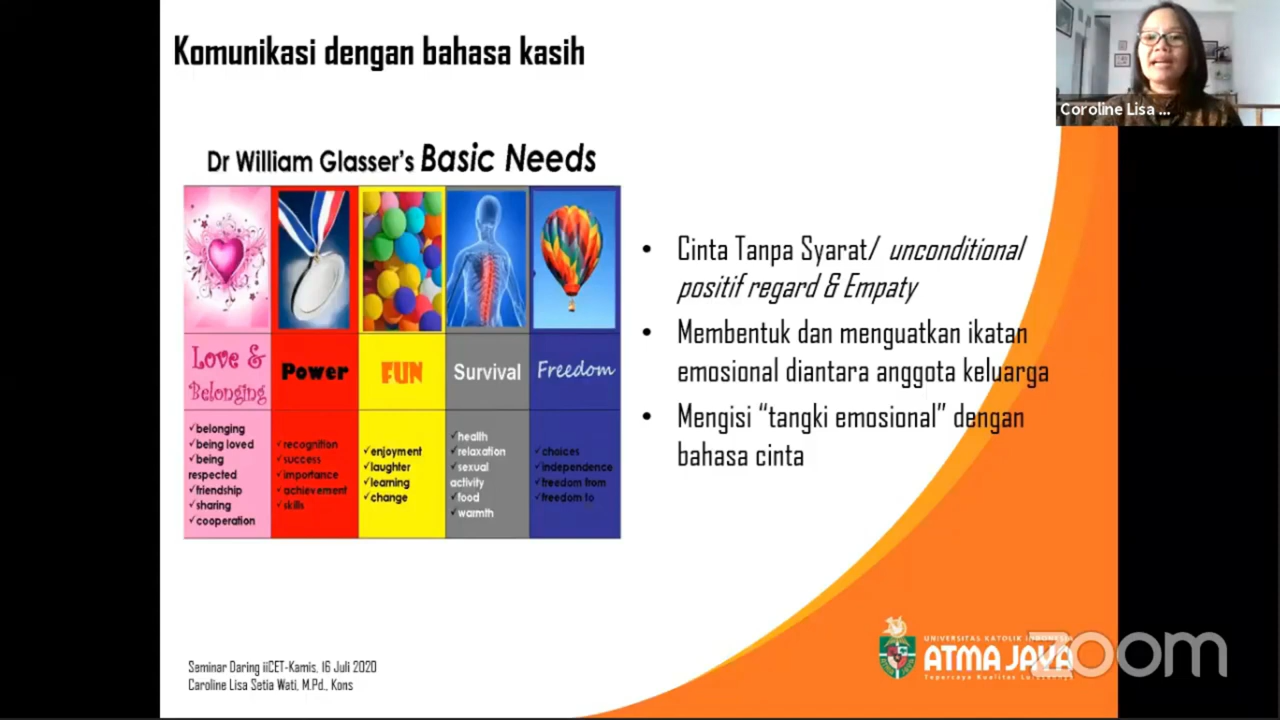 Komunikasi dengan bahasa kasih
Coroline Lisa ...
Dr William Glasser's Basic Needs
Love &
Belonging
✓belonging
✓being loved
✓being
respected
✓friendship
✓sharing
✓cooperation
Power
✓recognition
✓success
✓importance
✓achievement
✓skills
FUN
✓enjoyment
✓laughter
✓learning
✓change
Survival
✓health
✓relaxation
✓sexual
activity
✓food
✓warmth
Freedom
✓choices
✓independence
✓freedom from
✓freedom to
• Cinta Tanpa Syarat/ unconditional
positif regard & Empaty
• Membentuk dan menguatkan ikatan
emosional diantara anggota keluarga
• Mengisi “tangki emosional” dengan
bahasa cinta
Seminar Daring iiCET-Kamis, 16 Juli 2020
Caroline Lisa Setia Wati, M.Pd., Kons
UNIVERSITAS KATOLIK INDONESIA
ATMA JAYA
Tepercaya Kualitas
zoom